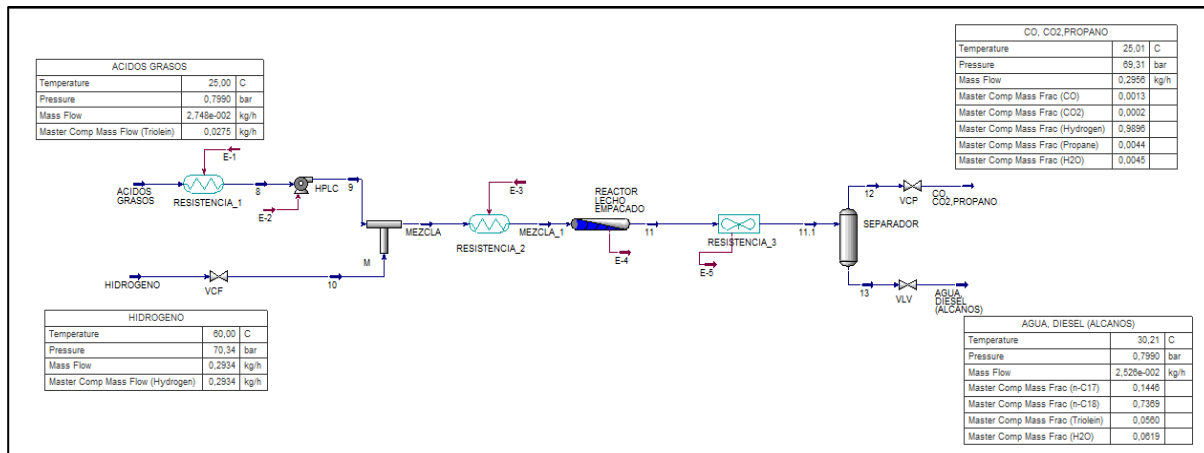 CO, CO2,PROPANO
Temperature 25,01 C
Pressure 69,31 bar
Mass Flow 0,2956 kg/h
Master Comp Mass Frac (CO) 0,0013
Master Comp Mass Frac (CO2) 0,0002
Master Comp Mass Frac (Hydrogen) 0,9896
Master Comp Mass Frac (Propane) 0,0044
Master Comp Mass Frac (H2O) 0,0045
ACIDOS GRASOS
Temperature 25,00 C
Pressure 0,7990 bar
Mass Flow 2,748e-002 kg/h
Master Comp Mass Flow (Triolein) 0,0275 kg/h
E-1
ACIDOS
GRASOS
RESISTENCIA_1
8
E-2
HPLC
9
M
MEZCLA
E-3
RESISTENCIA_2
MEZCLA_1
REACTOR
LECHO
EMPACADO
E-4
11
RESISTENCIA_3
E-5
11.1
SEPARADOR
12
VCP
CO,
CO2,PROPANO
13
VLV
AGUA,
DIESEL
(ALCANOS)
HIDROGENO
VCF
10
HIDROGENO
Temperature 60,00 C
Pressure 70,34 bar
Mass Flow 0,2934 kg/h
Master Comp Mass Flow (Hydrogen) 0,2934 kg/h
AGUA, DIESEL (ALCANOS)
Temperature 30,21 C
Pressure 0,7990 bar
Mass Flow 2,526e-002 kg/h
Master Comp Mass Frac (n-C17) 0,1446
Master Comp Mass Frac (n-C18) 0,7369
Master Comp Mass Frac (Triolein) 0,0560
Master Comp Mass Frac (H2O) 0,0619